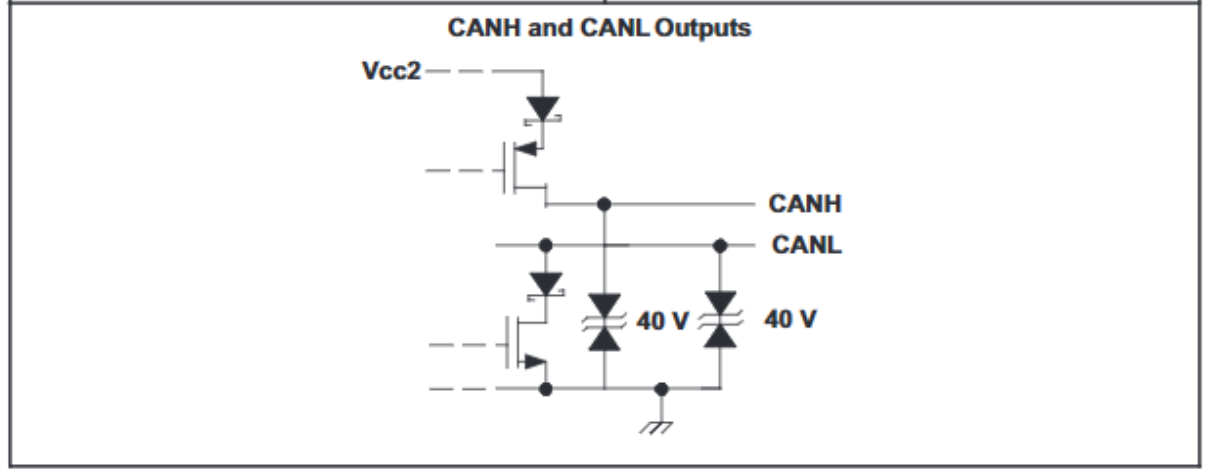 CANH and CANL Outputs
Vcc2
CANH
CANL
40 V
40 V